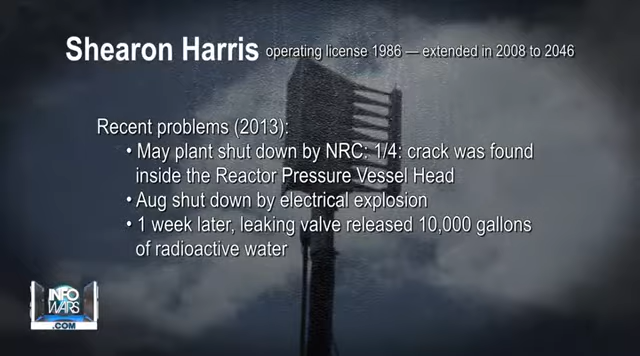 Shearon Harris operating license 1986 — extended in 2008 to 2046
Recent problems (2013):
• May plant shut down by NRC: 1/4: crack was found
inside the Reactor Pressure Vessel Head
• Aug shut down by electrical explosion
• 1 week later, leaking valve released 10,000 gallons
of radioactive water
INFO
WARS
.COM